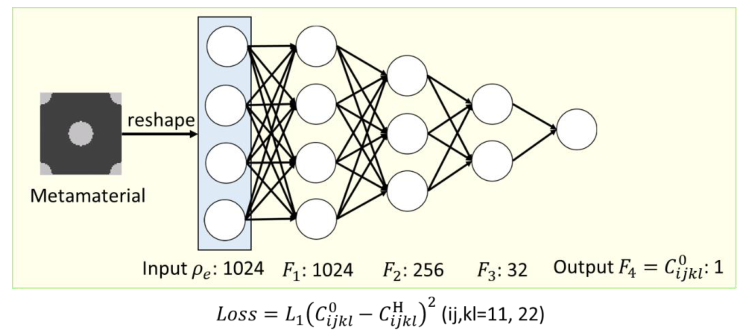 reshape
Metamaterial
Input ρₑ: 1024 F₁: 1024 F₂: 256 F₃: 32 Output F₄ = C⁰ᵢⱼₖₗ: 1
Loss = L₁(C⁰ᵢⱼₖₗ − Cᴴᵢⱼₖₗ)² (ij,kl=11, 22)